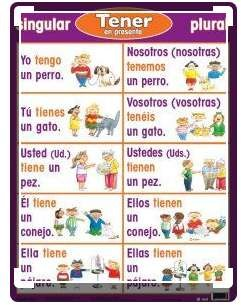 singular Tener plural
en presente
Yo tengo
un perro.
Nosotros (nosotras)
tenemos
un perro.
Tú tienes
un gato.
Vosotros (vosotras)
tenéis
un gato.
Usted (Ud.)
tiene un
pez.
Ustedes (Uds.)
tienen
un pez.
Él tiene
un
conejo.
Ellos tienen
un
conejo.
Ella tiene
un
pájaro.
Ellas tienen
un
pájaro.